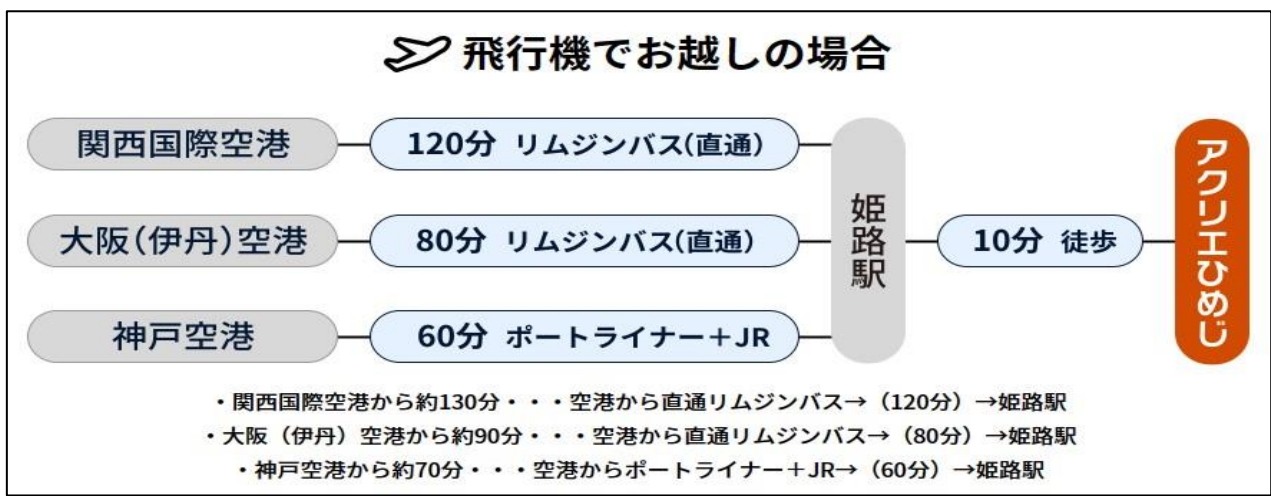 飛行機でお越しの場合
関西国際空港
120分 リムジンバス(直通)
大阪(伊丹)空港
80分 リムジンバス(直通)
神戸空港
60分 ポートライナー＋JR
姫路駅
10分 徒歩
アクリエひめじ
・関西国際空港から約130分・・・空港から直通リムジンバス→（120分）→姫路駅
・大阪（伊丹）空港から約90分・・・空港から直通リムジンバス→（80分）→姫路駅
・神戸空港から約70分・・・空港からポートライナー＋JR→（60分）→姫路駅